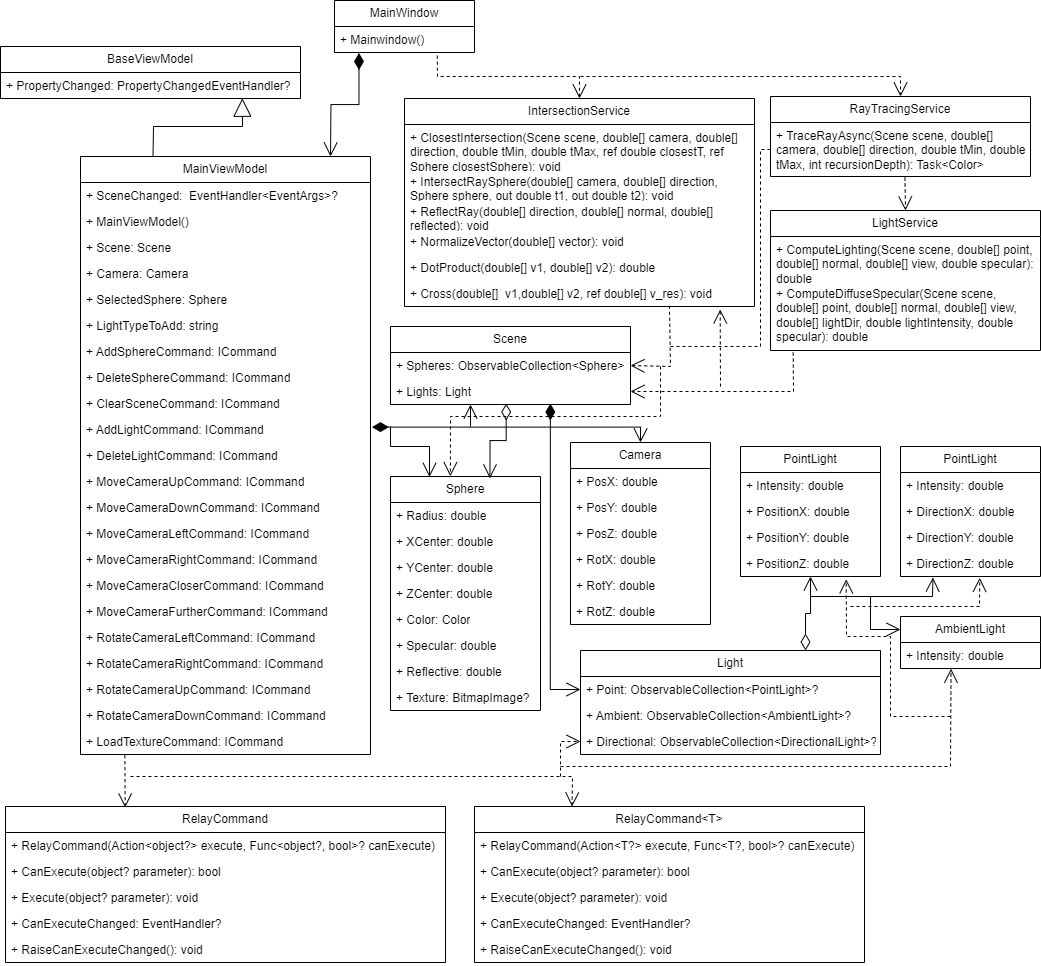 MainWindow
+ Mainwindow()
BaseViewModel
+ PropertyChanged: PropertyChangedEventHandler?
MainViewModel
+ SceneChanged:  EventHandler<EventArgs>?
+ MainViewModel()
+ Scene: Scene
+ Camera: Camera
+ SelectedSphere: Sphere
+ LightTypeToAdd: string
+ AddSphereCommand: ICommand
+ DeleteSphereCommand: ICommand
+ ClearSceneCommand: ICommand
+ AddLightCommand: ICommand
+ DeleteLightCommand: ICommand
+ MoveCameraUpCommand: ICommand
+ MoveCameraDownCommand: ICommand
+ MoveCameraLeftCommand: ICommand
+ MoveCameraRightCommand: ICommand
+ MoveCameraCloserCommand: ICommand
+ MoveCameraFurtherCommand: ICommand
+ RotateCameraLeftCommand: ICommand
+ RotateCameraRightCommand: ICommand
+ RotateCameraUpCommand: ICommand
+ RotateCameraDownCommand: ICommand
+ LoadTextureCommand: ICommand
IntersectionService
+ ClosestIntersection(Scene scene, double[] camera, double[]
direction, double tMin, double tMax, ref double closestT, ref
Sphere closestSphere): void
+ IntersectRaySphere(double[] camera, double[] direction,
Sphere sphere, out double t1, out double t2): void
+ ReflectRay(double[] direction, double[] normal, double[]
reflected): void
+ NormalizeVector(double[] vector): void
+ DotProduct(double[] v1, double[] v2): double
+ Cross(double[]  v1,double[] v2, ref double[] v_res): void
RayTracingService
+ TraceRayAsync(Scene scene, double[]
camera, double[] direction, double tMin, double
tMax, int recursionDepth): Task<Color>
LightService
+ ComputeLighting(Scene scene, double[] point,
double[] normal, double[] view, double specular):
double
+ ComputeDiffuseSpecular(Scene scene,
double[] point, double[] normal, double[] view,
double[] lightDir, double lightIntensity, double
specular): double
Scene
+ Spheres: ObservableCollection<Sphere>
+ Lights: Light
Sphere
+ Radius: double
+ XCenter: double
+ YCenter: double
+ ZCenter: double
+ Color: Color
+ Specular: double
+ Reflective: double
+ Texture: BitmapImage?
Camera
+ PosX: double
+ PosY: double
+ PosZ: double
+ RotX: double
+ RotY: double
+ RotZ: double
PointLight
+ Intensity: double
+ PositionX: double
+ PositionY: double
+ PositionZ: double
PointLight
+ Intensity: double
+ DirectionX: double
+ DirectionY: double
+ DirectionZ: double
AmbientLight
+ Intensity: double
Light
+ Point: ObservableCollection<PointLight>?
+ Ambient: ObservableCollection<AmbientLight>?
+ Directional: ObservableCollection<DirectionalLight>?
RelayCommand
+ RelayCommand(Action<object?> execute, Func<object?, bool>? canExecute)
+ CanExecute(object? parameter): bool
+ Execute(object? parameter): void
+ CanExecuteChanged: EventHandler?
+ RaiseCanExecuteChanged(): void
RelayCommand<T>
+ RelayCommand(Action<T?> execute, Func<T?, bool>? canExecute)
+ CanExecute(object? parameter): bool
+ Execute(object? parameter): void
+ CanExecuteChanged: EventHandler?
+ RaiseCanExecuteChanged(): void